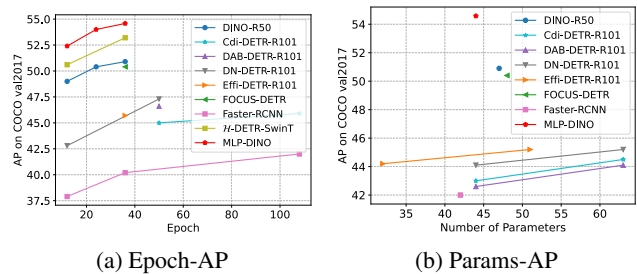 AP on COCO val2017
55.0
52.5
50.0
47.5
45.0
42.5
40.0
37.5
20
40
60
80
100
Epoch
DINO-R50
Cdi-DETR-R101
DAB-DETR-R101
DN-DETR-R101
Effi-DETR-R101
FOCUS-DETR
Faster-RCNN
H-DETR-SwinT
MLP-DINO
(a) Epoch-AP
AP on COCO val2017
54
52
50
48
46
44
42
35
40
45
50
55
60
Number of Parameters
DINO-R50
Cdi-DETR-R101
DAB-DETR-R101
DN-DETR-R101
Effi-DETR-R101
FOCUS-DETR
Faster-RCNN
MLP-DINO
(b) Params-AP